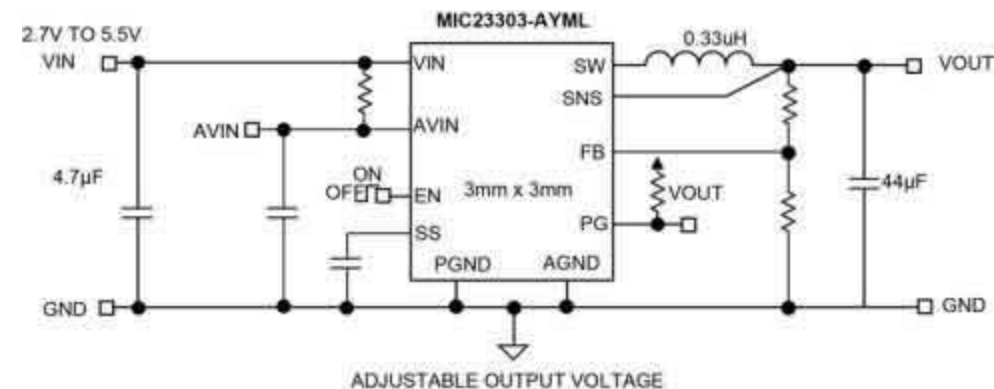 MIC23303-AYML
2.7V TO 5.5V
VIN
VIN
SW
0.33uH
VOUT
SNS
AVIN
AVIN
FB
4.7µF
ON
OFF
EN
3mm x 3mm
VOUT
44µF
PG
SS
PGND
AGND
GND
GND
ADJUSTABLE OUTPUT VOLTAGE